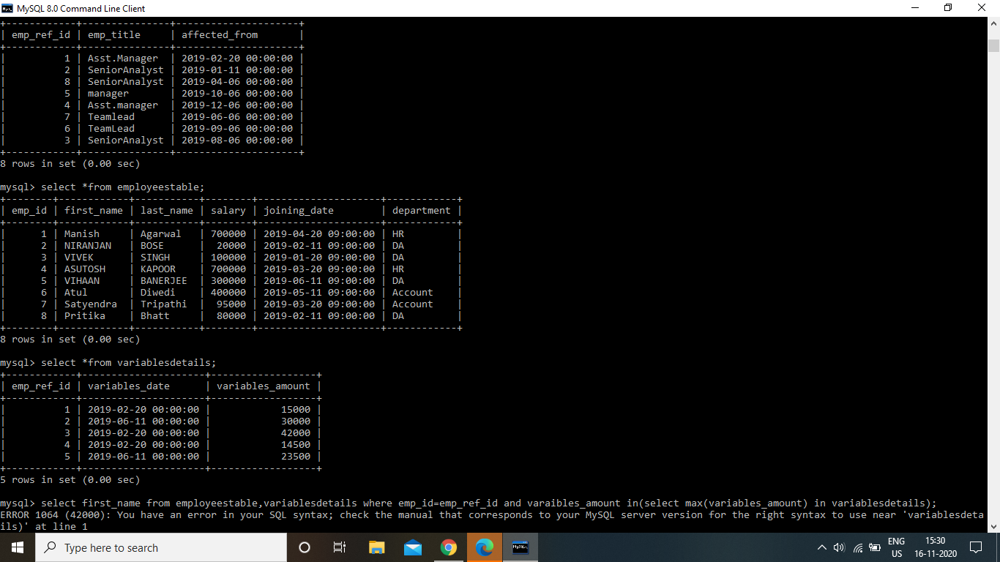 MySQL 8.0 Command Line Client
+------------+---------------+---------------------+
| emp_ref_id | emp_title     | affected_from       |
+------------+---------------+---------------------+
|          1 | Asst.Manager  | 2019-02-20 00:00:00 |
|          2 | SeniorAnalyst | 2019-01-11 00:00:00 |
|          8 | SeniorAnalyst | 2019-04-06 00:00:00 |
|          5 | manager       | 2019-10-06 00:00:00 |
|          4 | Asst.manager  | 2019-12-06 00:00:00 |
|          7 | Teamlead      | 2019-06-06 00:00:00 |
|          6 | TeamLead      | 2019-09-06 00:00:00 |
|          3 | SeniorAnalyst | 2019-08-06 00:00:00 |
+------------+---------------+---------------------+
8 rows in set (0.00 sec)
mysql> select *from employeestable;
+--------+------------+-----------+--------+---------------------+------------+
| emp_id | first_name | last_name | salary | joining_date        | department |
+--------+------------+-----------+--------+---------------------+------------+
|      1 | Manish     | Agarwal   | 700000 | 2019-04-20 09:00:00 | HR         |
|      2 | NIRANJAN   | BOSE      |  20000 | 2019-02-11 09:00:00 | DA         |
|      3 | VIVEK      | SINGH     | 100000 | 2019-01-20 09:00:00 | DA         |
|      4 | ASUTOSH    | KAPOOR    | 700000 | 2019-03-20 09:00:00 | HR         |
|      5 | VIHAAN     | BANERJEE  | 300000 | 2019-06-11 09:00:00 | DA         |
|      6 | Atul       | Diwedi    | 400000 | 2019-05-11 09:00:00 | Account    |
|      7 | Satyendra  | Tripathi  |  95000 | 2019-03-20 09:00:00 | Account    |
|      8 | Pritika    | Bhatt     |  80000 | 2019-02-11 09:00:00 | DA         |
+--------+------------+-----------+--------+---------------------+------------+
8 rows in set (0.00 sec)
mysql> select *from variablesdetails;
+------------+---------------------+------------------+
| emp_ref_id | variables_date      | variables_amount |
+------------+---------------------+------------------+
|          1 | 2019-02-20 00:00:00 |            15000 |
|          2 | 2019-06-11 00:00:00 |            30000 |
|          3 | 2019-02-20 00:00:00 |            42000 |
|          4 | 2019-02-20 00:00:00 |            14500 |
|          5 | 2019-06-11 00:00:00 |            23500 |
+------------+---------------------+------------------+
5 rows in set (0.00 sec)
mysql> select first_name from employeestable,variablesdetails where emp_id=emp_ref_id and varaibles_amount in(select max(variables_amount) in variablesdetails);
ERROR 1064 (42000): You have an error in your SQL syntax; check the manual that corresponds to your MySQL server version for the right syntax to use near 'variablesdeta
ils)' at line 1
Type here to search
ENG
US
15:30
16-11-2020